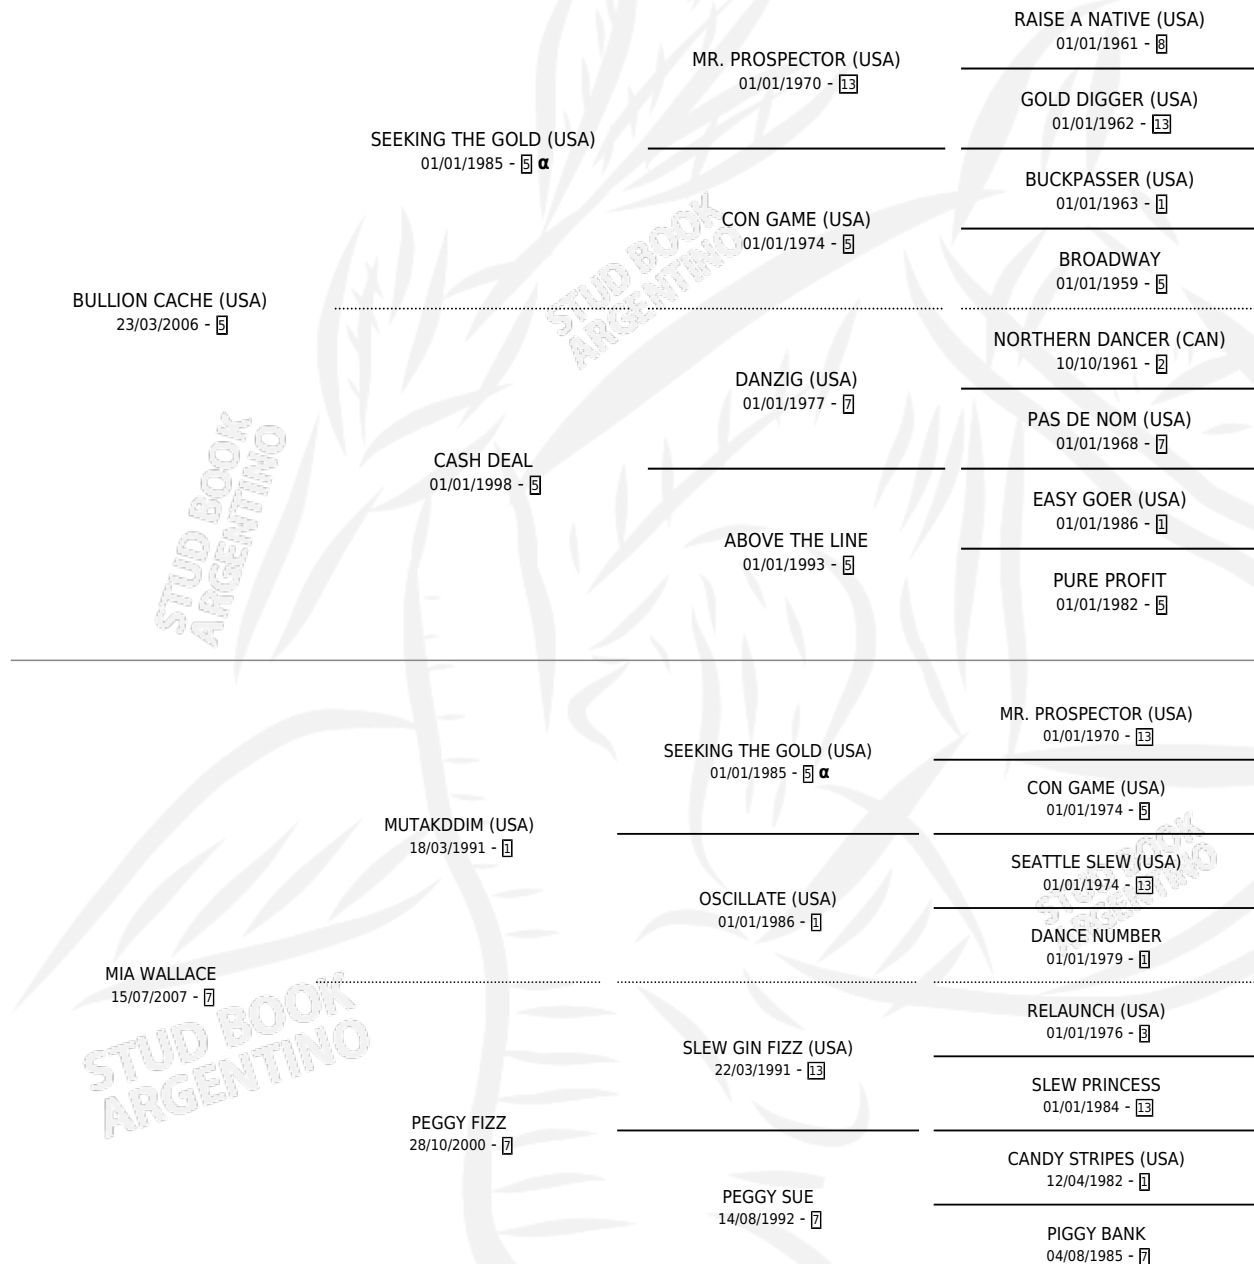 RAISE A NATIVE (USA)
01/01/1961 - 8
MR. PROSPECTOR (USA)
01/01/1970 - 13
GOLD DIGGER (USA)
01/01/1962 - 13
SEEKING THE GOLD (USA)
01/01/1985 - 5 α
BUCKPASSER (USA)
01/01/1963 - 1
CON GAME (USA)
01/01/1974 - 5
BROADWAY
01/01/1959 - 5
BULLION CACHE (USA)
23/03/2006 - 5
STUD BOOK
ARGENTINO
NORTHERN DANCER (CAN)
10/10/1961 - 2
DANZIG (USA)
01/01/1977 - 7
PAS DE NOM (USA)
01/01/1968 - 7
CASH DEAL
01/01/1998 - 5
EASY GOER (USA)
01/01/1986 - 1
ABOVE THE LINE
01/01/1993 - 5
PURE PROFIT
01/01/1982 - 5
STUD BOOK
ARGENTINO
MR. PROSPECTOR (USA)
01/01/1970 - 13
SEEKING THE GOLD (USA)
01/01/1985 - 5 α
CON GAME (USA)
01/01/1974 - 5
MUTAKDDIM (USA)
18/03/1991 - 1
SEATTLE SLEW (USA)
01/01/1974 - 13
OSCILLATE (USA)
01/01/1986 - 1
DANCE NUMBER
01/01/1979 - 1
STUD BOOK
ARGENTINO
MIA WALLACE
15/07/2007 - 7
STUD BOOK
ARGENTINO
RELAUNCH (USA)
01/01/1976 - 3
SLEW GIN FIZZ (USA)
22/03/1991 - 13
SLEW PRINCESS
01/01/1984 - 13
PEGGY FIZZ
28/10/2000 - 7
CANDY STRIPES (USA)
12/04/1982 - 1
PEGGY SUE
14/08/1992 - 7
PIGGY BANK
04/08/1985 - 7